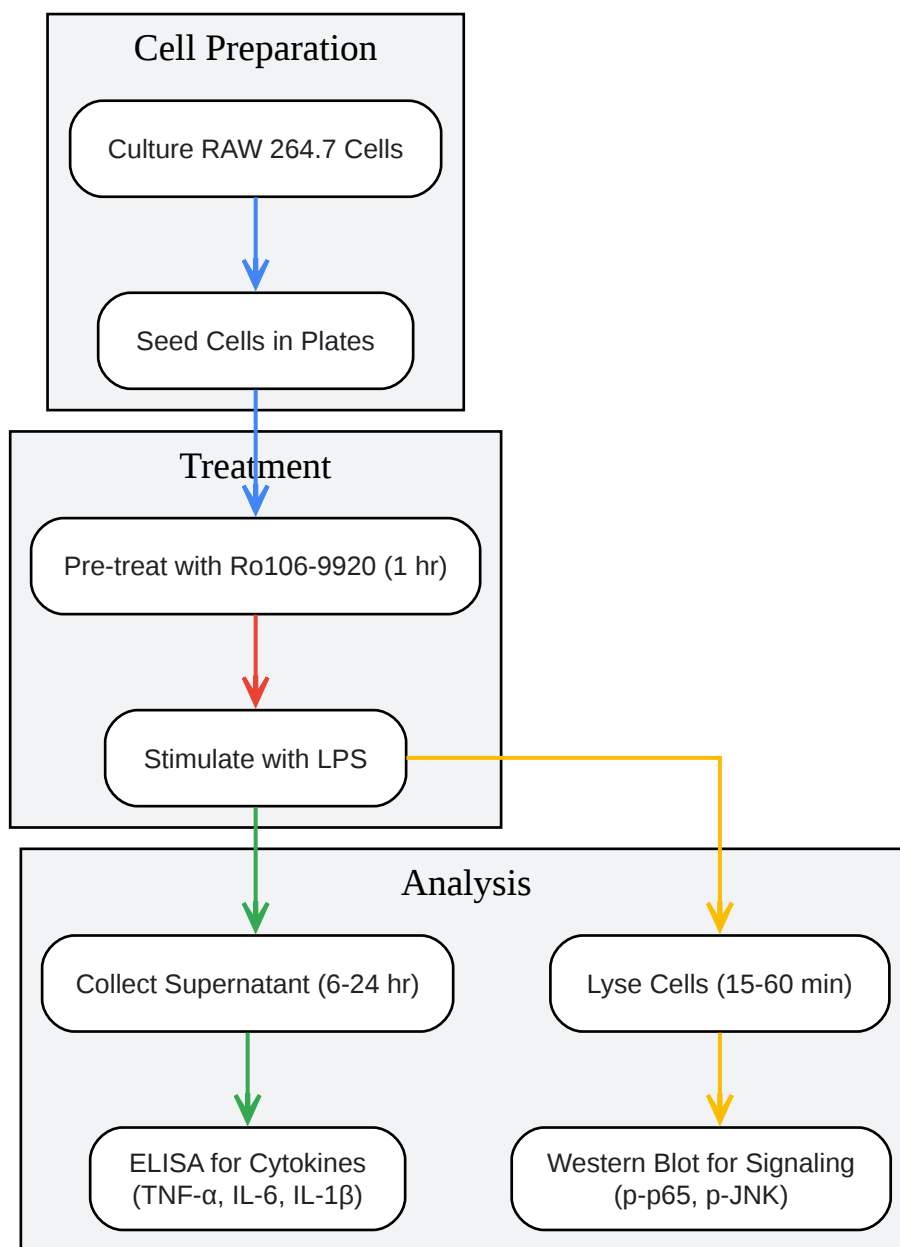 Cell Preparation
Culture RAW 264.7 Cells
Seed Cells in Plates
Treatment
Pre-treat with Ro106-9920 (1 hr)
Stimulate with LPS
Analysis
Collect Supernatant (6-24 hr)
Lyse Cells (15-60 min)
ELISA for Cytokines
(TNF-α, IL-6, IL-1β)
Western Blot for Signaling
(p-p65, p-JNK)